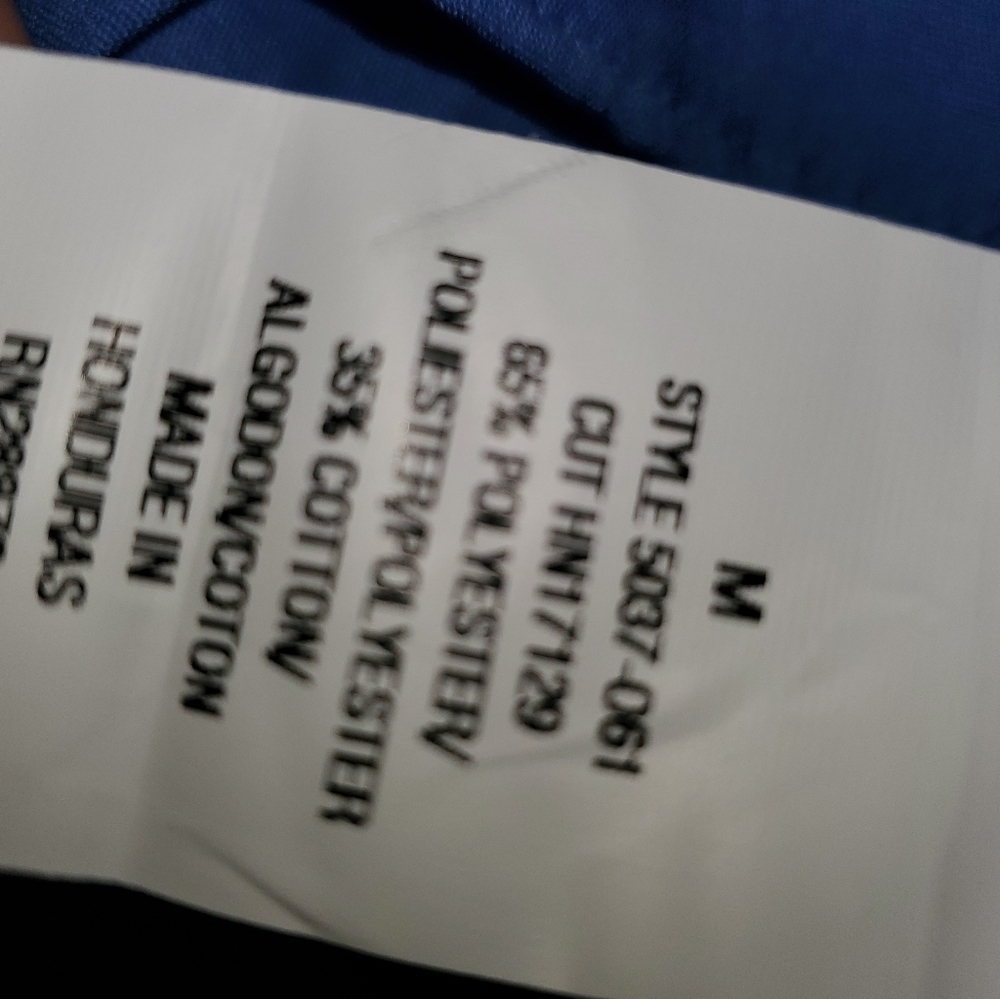 M
STYLE 5037-061
CUT HN17129
65% POLYESTER/
POLIESTER/POLYESTER
35% COTTON/
ALGODON/COTON
MADE IN
HONDURAS